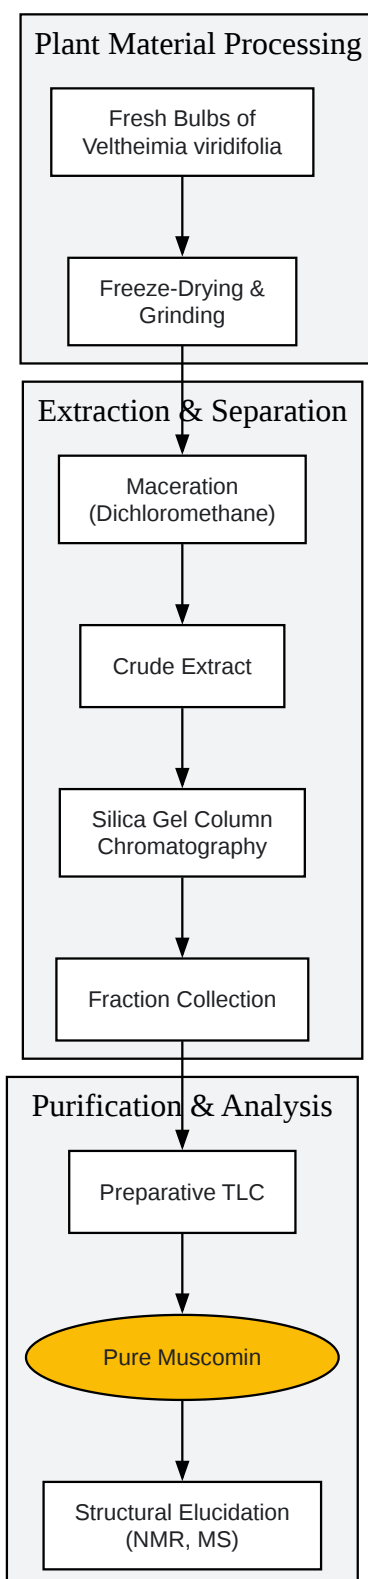 Plant Material Processing
Fresh Bulbs of
Veltheimia viridifolia
Freeze-Drying &
Grinding
Extraction & Separation
Maceration
(Dichloromethane)
Crude Extract
Silica Gel Column
Chromatography
Fraction Collection
Purification & Analysis
Preparative TLC
Pure Muscomin
Structural Elucidation
(NMR, MS)